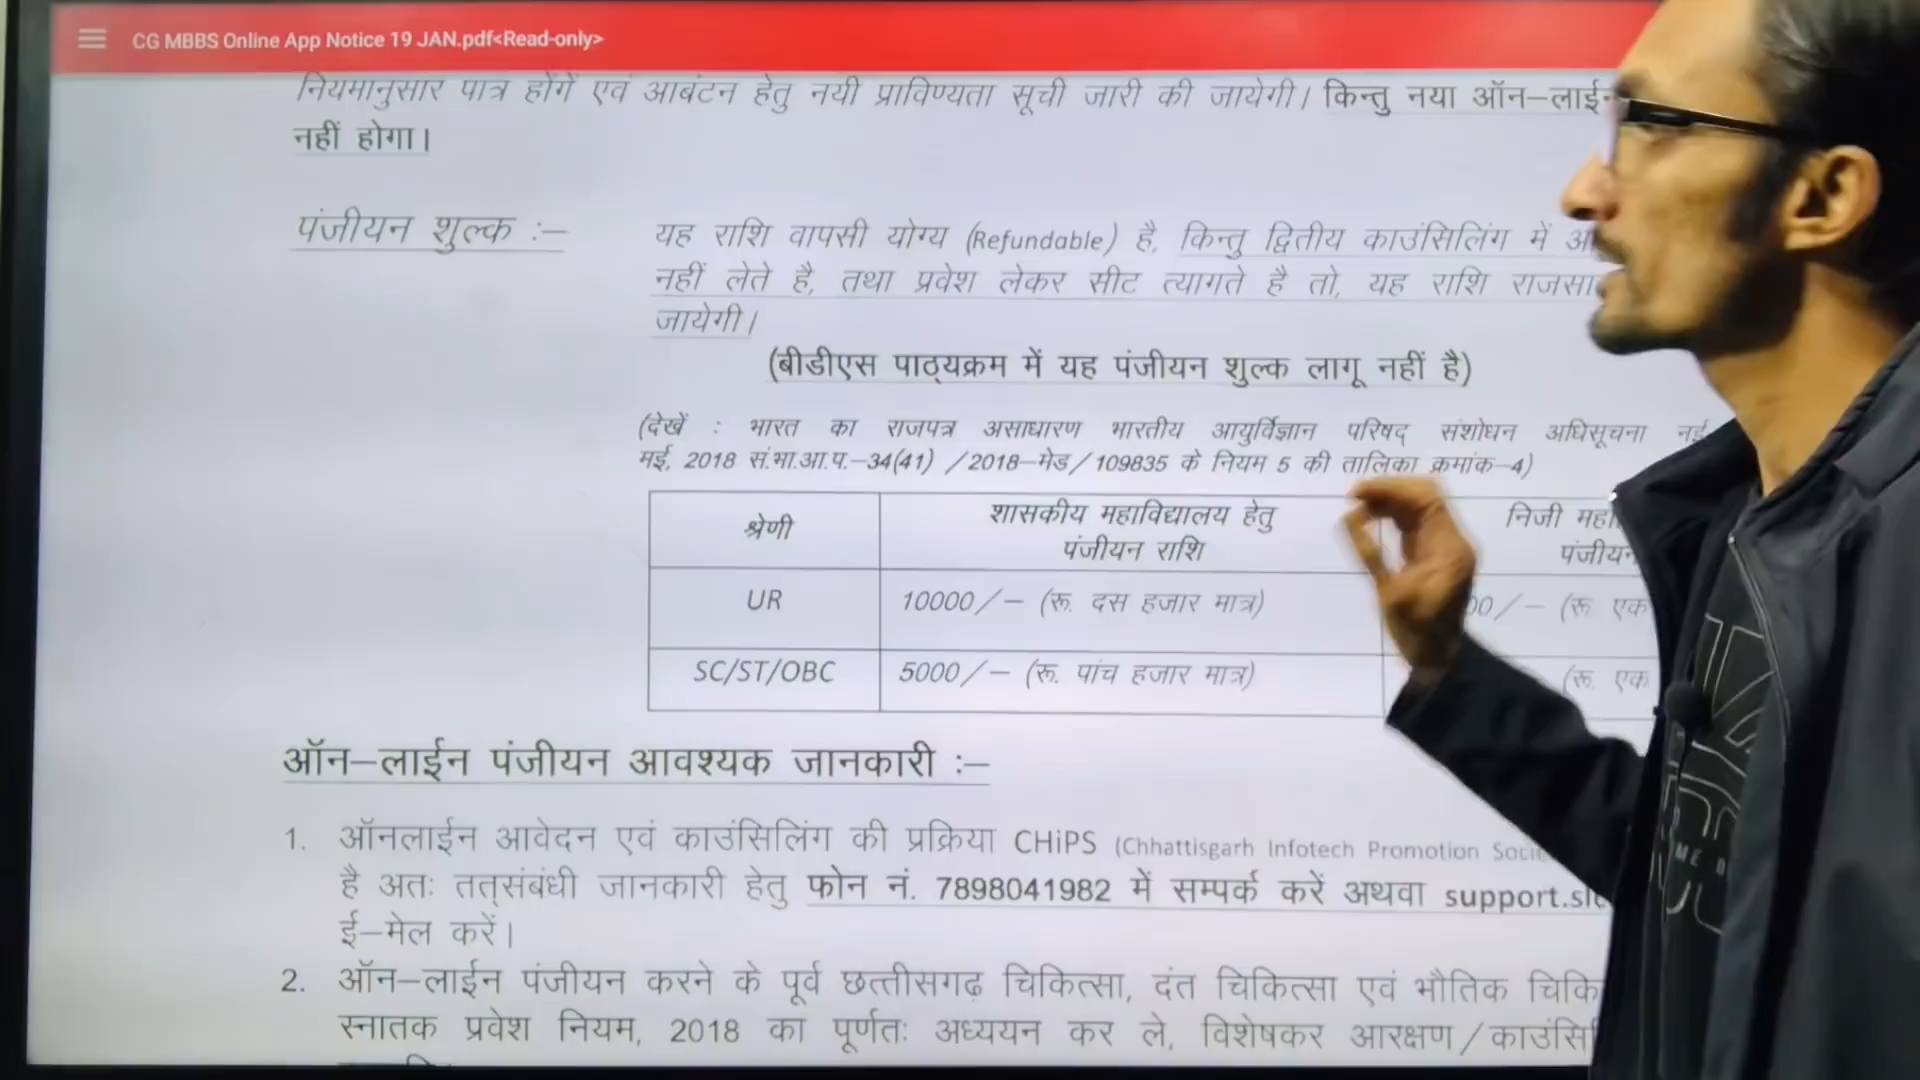 CG MBBS Online App Notice 19 JAN.pdf<Read-only>
नियमानुसार पात्र होंगें एवं आबंटन हेतु नयी प्राविण्यता सूची जारी की जायेगी। किन्तु नया ऑन–लाईन
नहीं होगा।
पंजीयन शुल्क :–
यह राशि वापसी योग्य (Refundable) है, किन्तु द्वितीय काउंसिलिंग में
नहीं लेते है, तथा प्रवेश लेकर सीट त्यागते है तो, यह राशि
जायेगी।
(बीडीएस पाठ्यक्रम में यह पंजीयन शुल्क लागू नहीं है)
(देखें : भारत का राजपत्र असाधारण भारतीय आयुर्विज्ञान परिषद् संशोधन अधिसूचना नई
मई, 2018 सं.भा.आ.प.–34(41) /2018–मेड/109835 के नियम 5 की तालिका क्रमांक–4)
श्रेणी
शासकीय महाविद्यालय हेतु
पंजीयन राशि
निजी
UR
10000/– (रू. दस हजार मात्र)
00/– (रू. एक
SC/ST/OBC
5000/– (रू. पांच हजार मात्र)
(रू. एक
ऑन–लाईन पंजीयन आवश्यक जानकारी :–
1. ऑनलाईन आवेदन एवं काउंसिलिंग की प्रक्रिया CHiPS (Chhattisgarh Infotech Promotion
है अतः तत्संबंधी जानकारी हेतु फोन नं. 7898041982 में सम्पर्क करें अथवा
ई–मेल करें।
2. ऑन–लाईन पंजीयन करने के पूर्व छत्तीसगढ चिकित्सा, दंत चिकित्सा एवं भौतिक
स्नातक प्रवेश नियम, 2018 का पूर्णतः अध्ययन कर ले, विशेषकर आरक्षण/